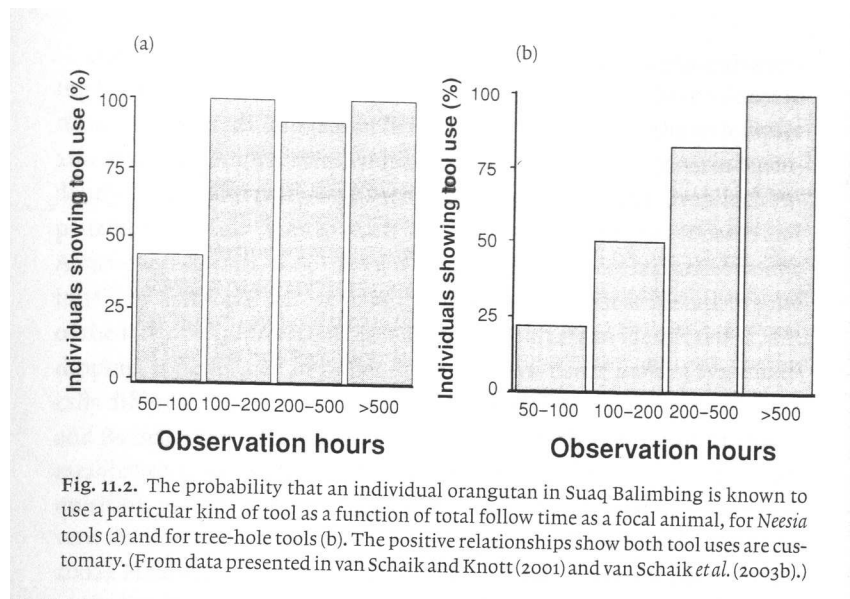 (a)
Individuals showing tool use (%)
100
75
50
25
0
50–100 100–200 200–500 >500
Observation hours
(b)
Individuals showing tool use (%)
100
75
50
25
0
50–100 100–200 200–500 >500
Observation hours
Fig. 11.2. The probability that an individual orangutan in Suaq Balimbing is known to
use a particular kind of tool as a function of total follow time as a focal animal, for Neesia
tools (a) and for tree-hole tools (b). The positive relationships show both tool uses are cus-
tomary. (From data presented in van Schaik and Knott (2001) and van Schaik et al. (2003b).)